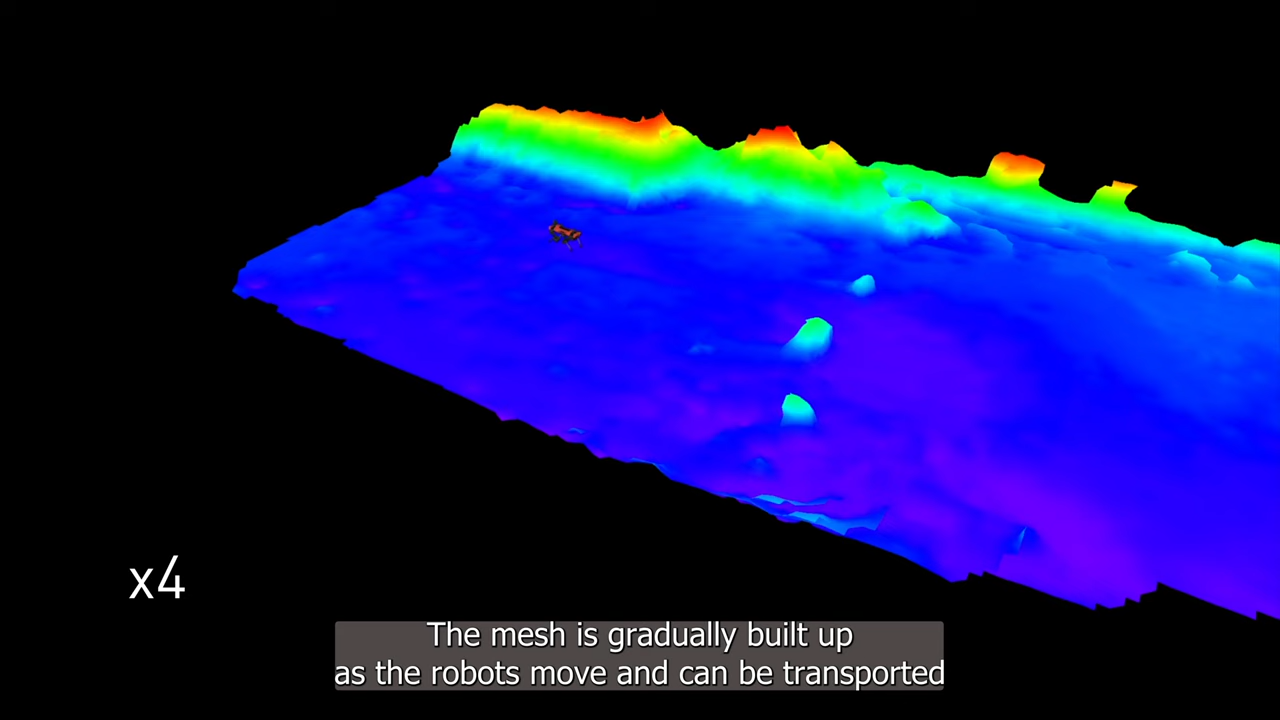 x4
The mesh is gradually built up
as the robots move and can be transported